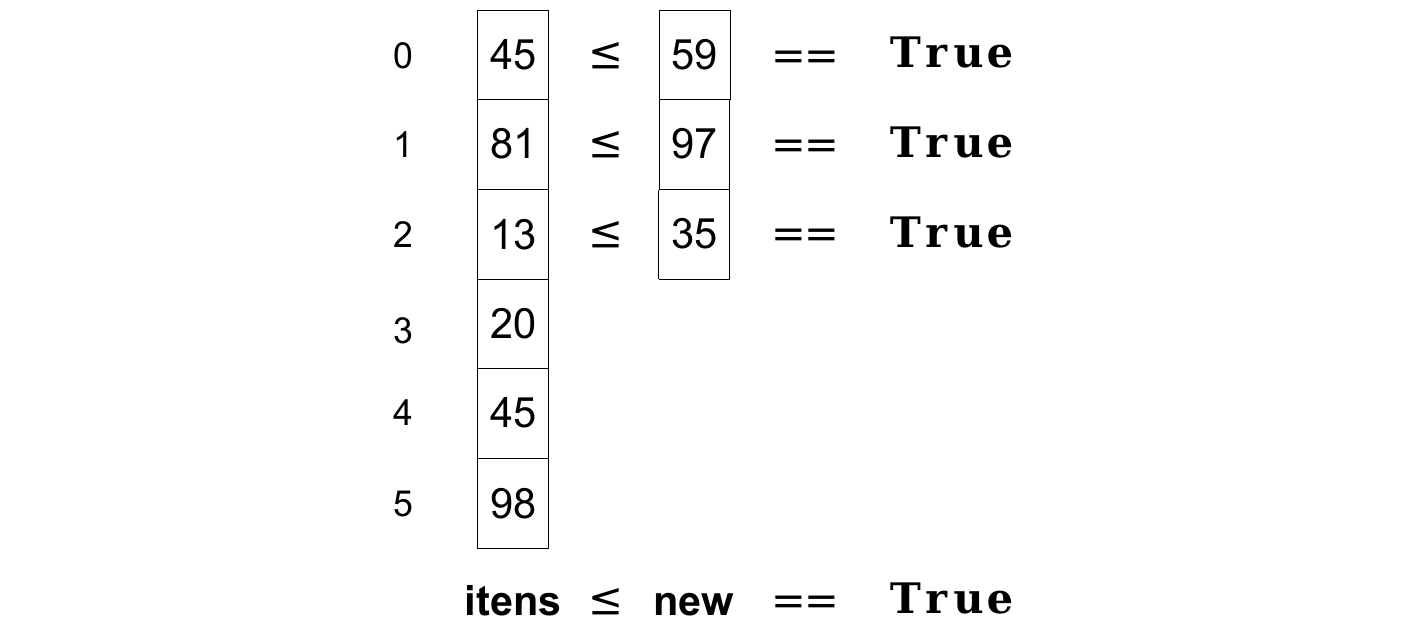 0 45 ≤ 59 == True
1 81 ≤ 97 == True
2 13 ≤ 35 == True
3 20
4 45
5 98
itens ≤ new == True